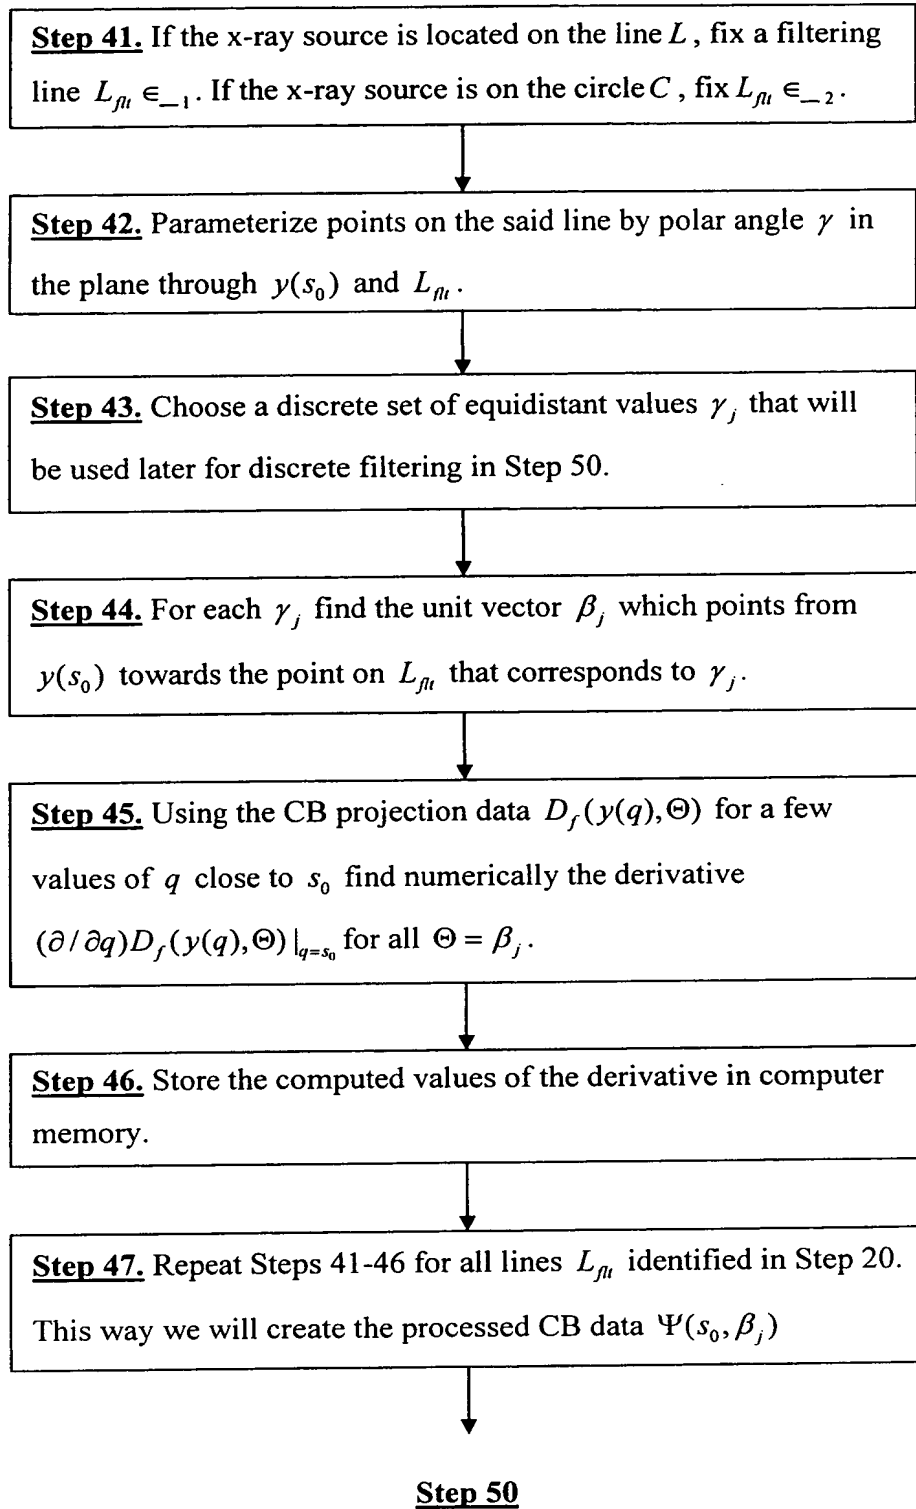 Step 41. If the x-ray source is located on the line L, fix a filtering
line L_flt ∈_1. If the x-ray source is on the circle C, fix L_flt ∈_2.
Step 42. Parameterize points on the said line by polar angle γ in
the plane through y(s₀) and L_flt.
Step 43. Choose a discrete set of equidistant values γ_j that will
be used later for discrete filtering in Step 50.
Step 44. For each γ_j find the unit vector β_j which points from
y(s₀) towards the point on L_flt that corresponds to γ_j.
Step 45. Using the CB projection data D_f(y(q),Θ) for a few
values of q close to s₀ find numerically the derivative
(∂/∂q)D_f(y(q),Θ)|_q=s₀ for all Θ = β_j.
Step 46. Store the computed values of the derivative in computer
memory.
Step 47. Repeat Steps 41-46 for all lines L_flt identified in Step 20.
This way we will create the processed CB data Ψ(s₀,β_j)
Step 50